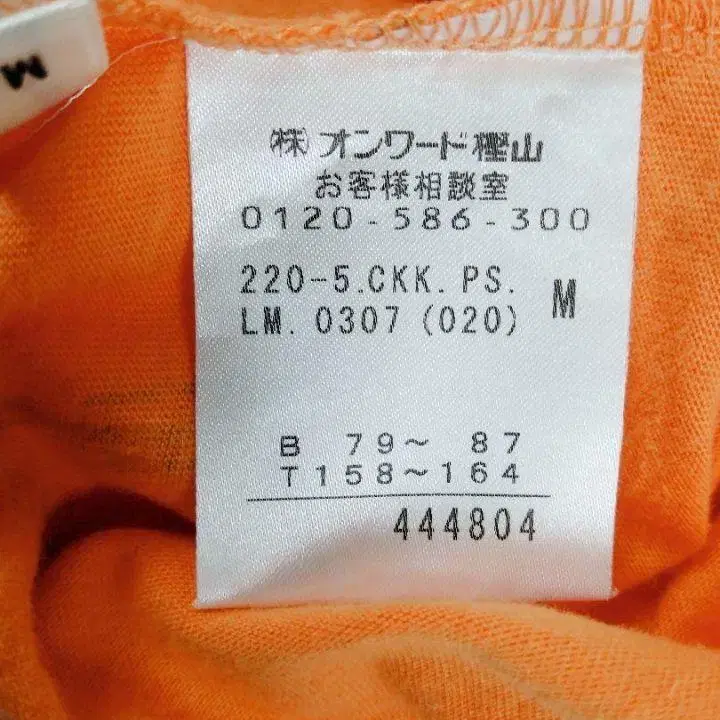 M
(株)オンワード樫山
お客様相談室
0120-586-300
220-5.CKK.PS.
LM.0307(020) M
B 79～ 87
T158～164
444804